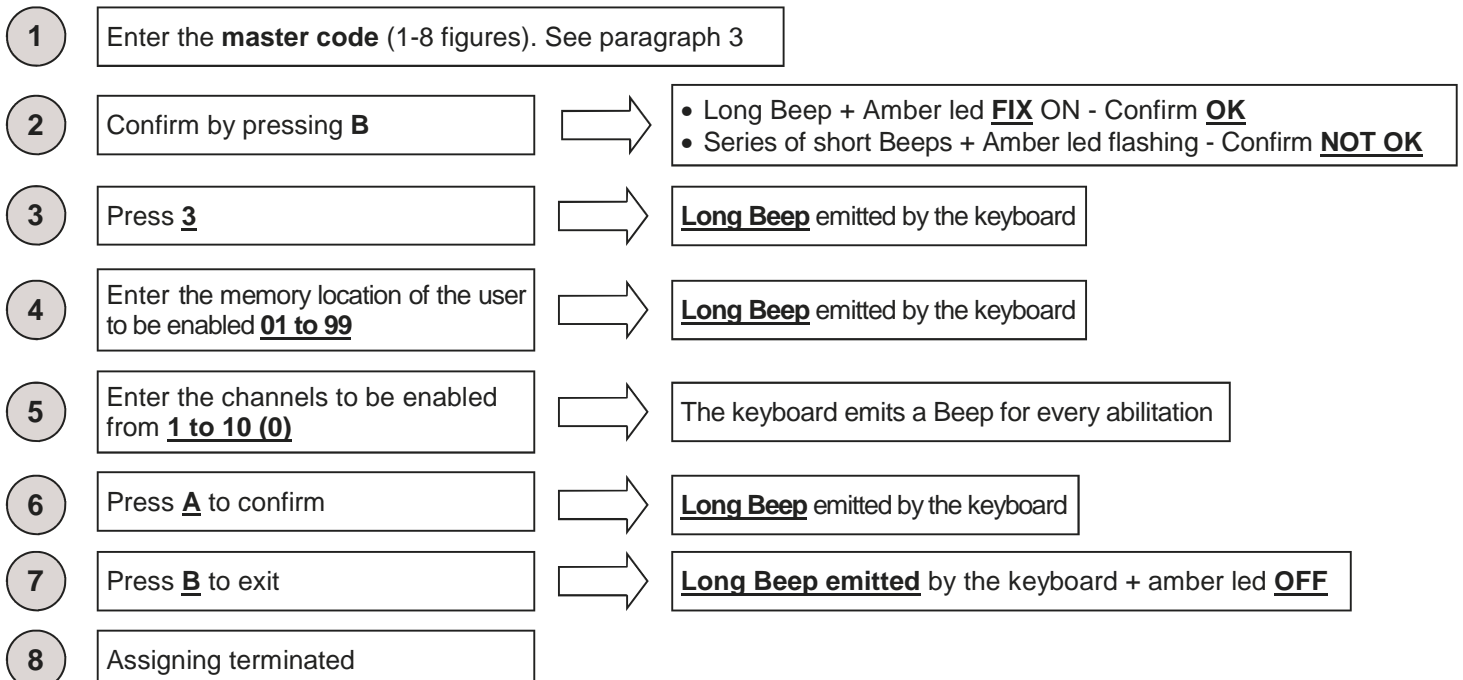 1
Enter the master code (1-8 figures). See paragraph 3
2
Confirm by pressing B
• Long Beep + Amber led FIX ON - Confirm OK
• Series of short Beeps + Amber led flashing - Confirm NOT OK
3
Press 3
Long Beep emitted by the keyboard
4
Enter the memory location of the user
to be enabled 01 to 99
Long Beep emitted by the keyboard
5
Enter the channels to be enabled
from 1 to 10 (0)
The keyboard emits a Beep for every abilitation
6
Press A to confirm
Long Beep emitted by the keyboard
7
Press B to exit
Long Beep emitted by the keyboard + amber led OFF
8
Assigning terminated